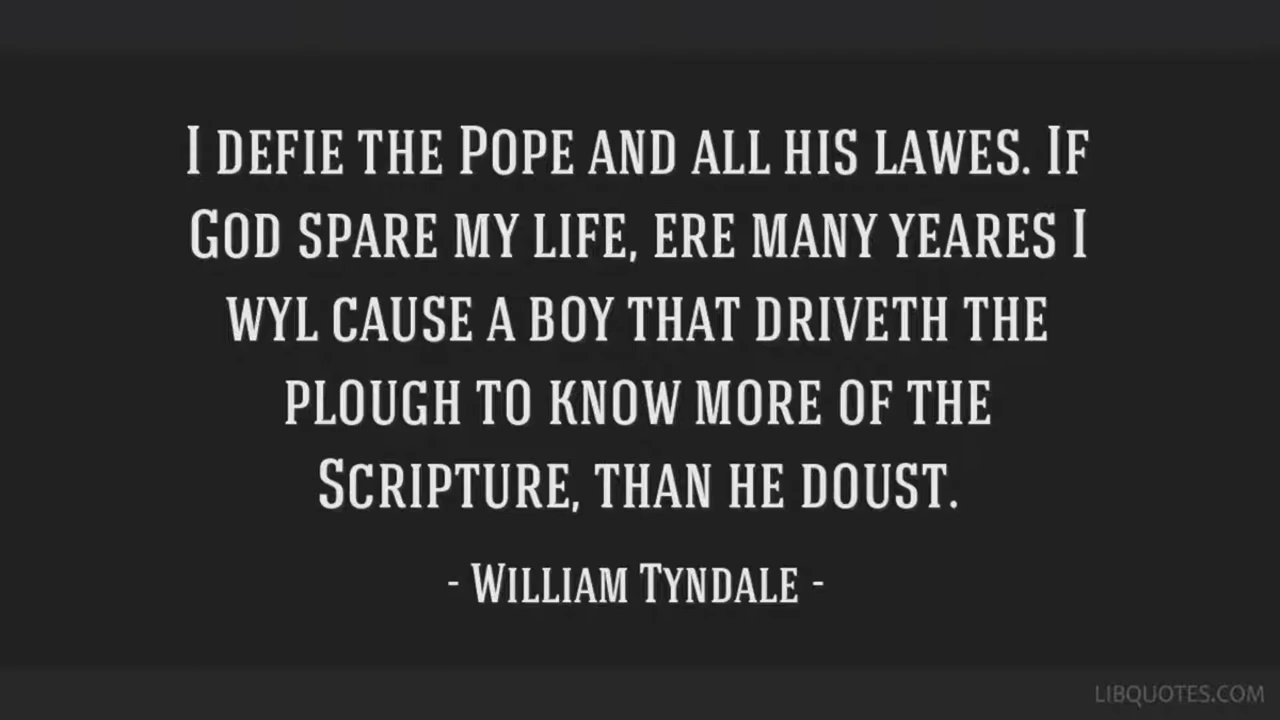 I DEFIE THE POPE AND ALL HIS LAWES. IF
GOD SPARE MY LIFE, ERE MANY YEARES I
WYL CAUSE A BOY THAT DRIVETH THE
PLOUGH TO KNOW MORE OF THE
SCRIPTURE, THAN HE DOUST.
- WILLIAM TYNDALE -
LIBQUOTES.COM